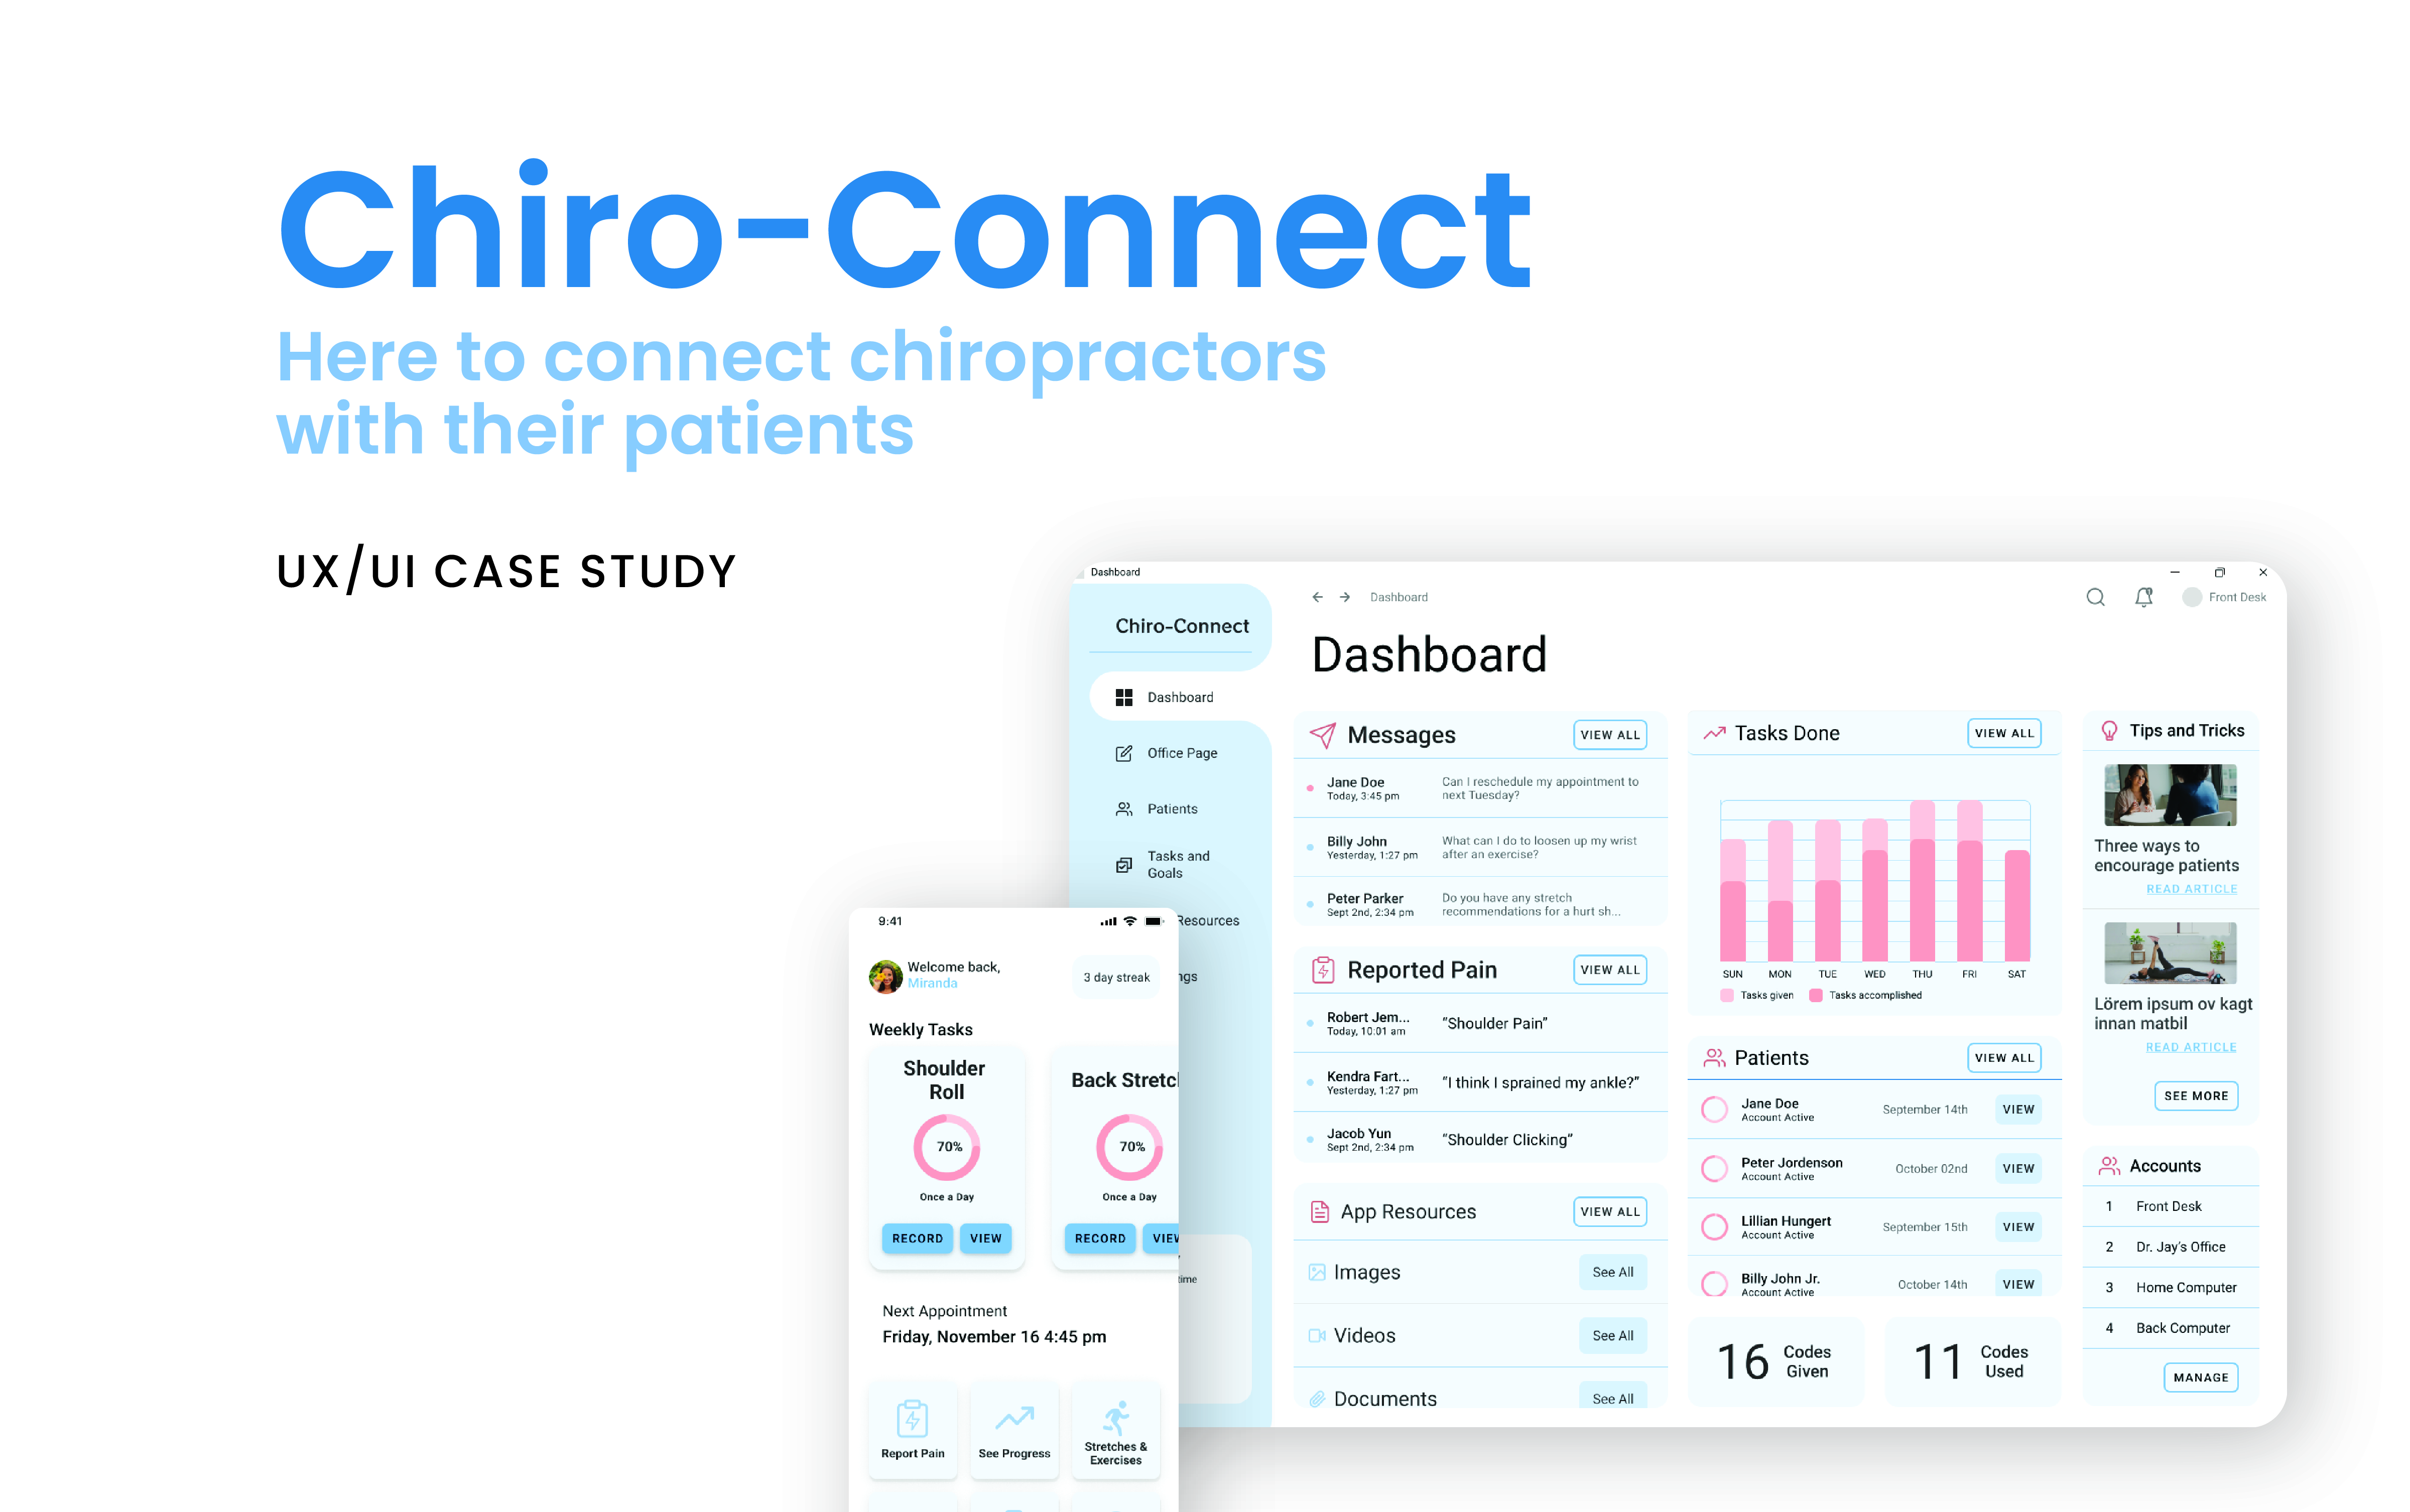 Chiro-Connect
Here to connect chiropractors
with their patients
UX/UI CASE STUDY
Dashboard
Chiro-Connect
Dashboard
Office Page
Patients
Tasks and
Goals
Resources
ngs
time
Dashboard
Front Desk
Dashboard
Messages
VIEW ALL
Jane Doe
Today, 3:45 pm
Can I reschedule my appointment to
next Tuesday?
Billy John
Yesterday, 1:27 pm
What can I do to loosen up my wrist
after an exercise?
Peter Parker
Sept 2nd, 2:34 pm
Do you have any stretch
recommendations for a hurt sh...
Reported Pain
VIEW ALL
Robert Jem...
Today, 10:01 am
"Shoulder Pain"
Kendra Fart...
Yesterday, 1:27 pm
"I think I sprained my ankle?"
Jacob Yun
Sept 2nd, 2:34 pm
"Shoulder Clicking"
App Resources
VIEW ALL
Images
See All
Videos
See All
Documents
See All
Tasks Done
VIEW ALL
SUN MON TUE WED THU FRI SAT
Tasks given Tasks accomplished
Patients
VIEW ALL
Jane Doe
Account Active
September 14th
VIEW
Peter Jordenson
Account Active
October 02nd
VIEW
Lillian Hungert
Account Active
September 15th
VIEW
Billy John Jr.
Account Active
October 14th
VIEW
16 Codes
Given
11 Codes
Used
Tips and Tricks
Three ways to
encourage patients
READ ARTICLE
Lörem ipsum ov kagt
innan matbil
READ ARTICLE
SEE MORE
Accounts
1 Front Desk
2 Dr. Jay's Office
3 Home Computer
4 Back Computer
MANAGE
9:41
Welcome back,
Miranda
3 day streak
Weekly Tasks
Shoulder
Roll
70%
Once a Day
RECORD VIEW
Back Stretc
70%
Once a Day
RECORD VIEW
Next Appointment
Friday, November 16 4:45 pm
Report Pain
See Progress
Stretches &
Exercises